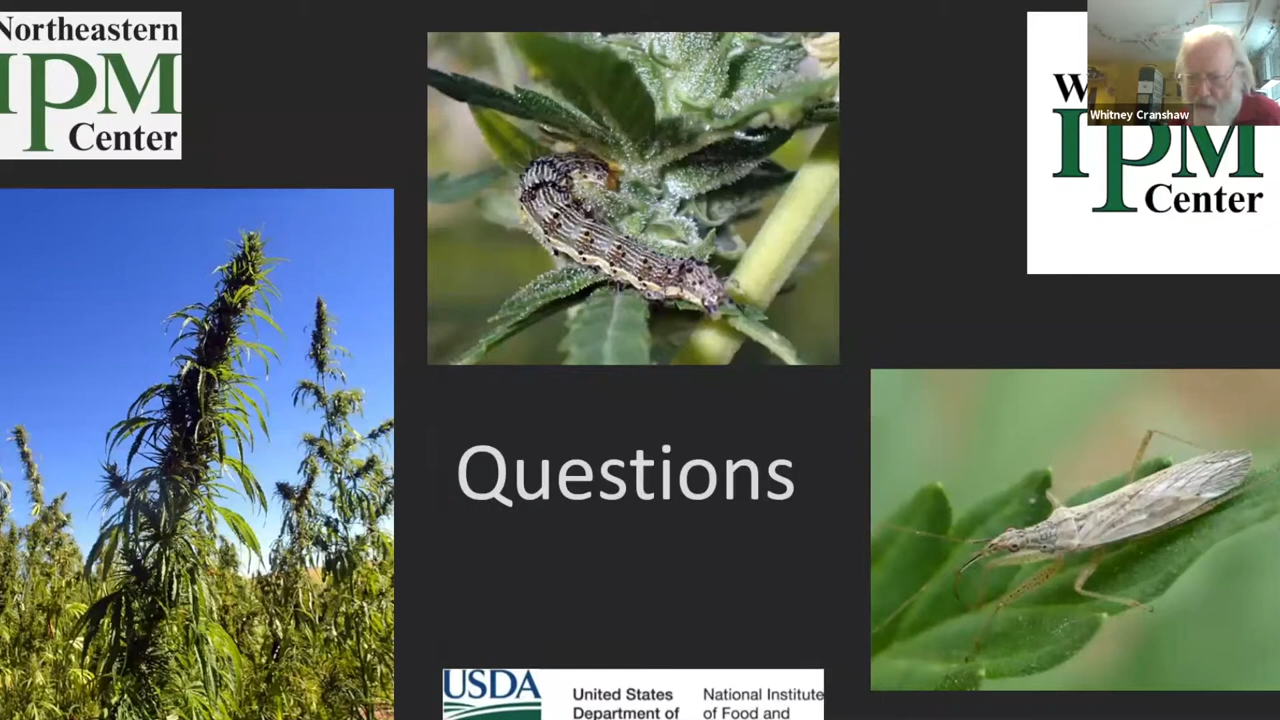 Northeastern
IPM
Center
W
Whitney Cranshaw
IPM
Center
Questions
USDA
United States
Department of
National Institute
of Food and